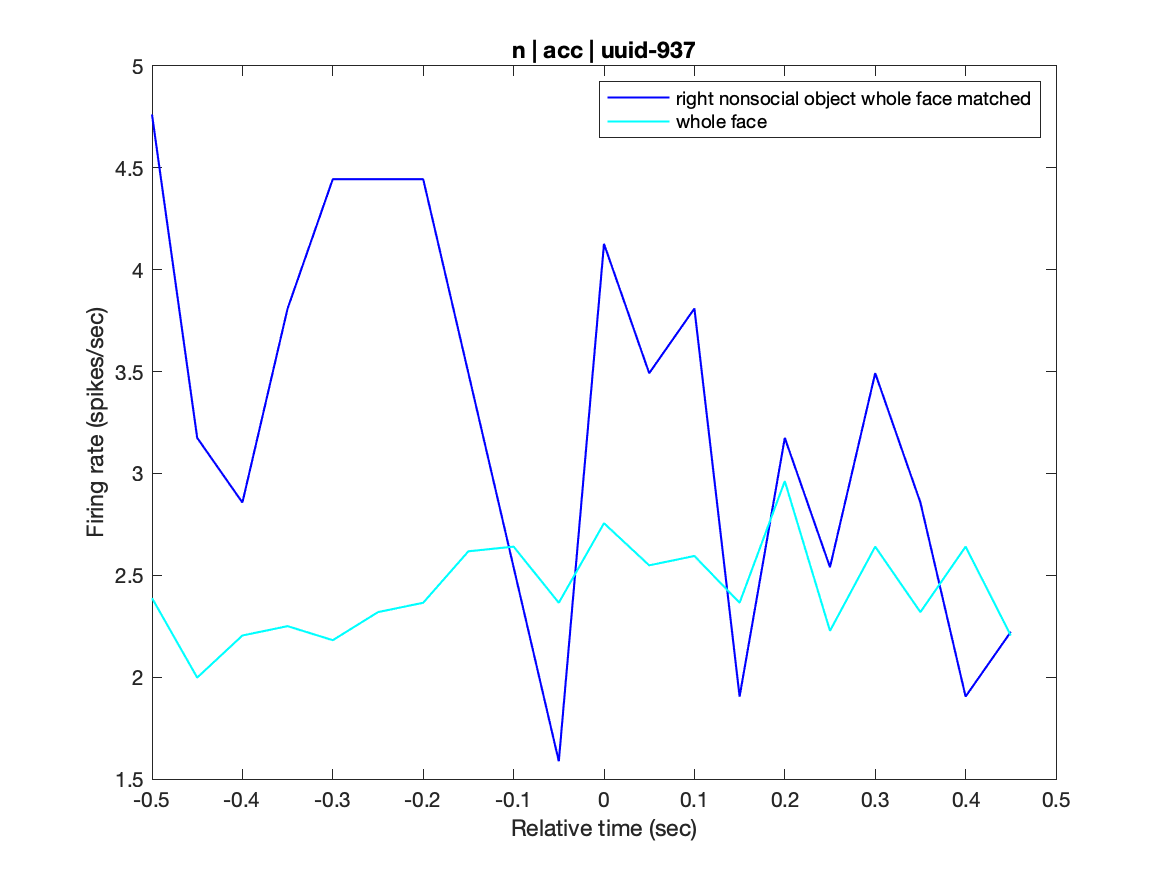 n | acc | uuid-937
right nonsocial object whole face matched
whole face
5
4.5
4
3.5
3
2.5
2
1.5
Firing rate (spikes/sec)
-0.5 -0.4 -0.3 -0.2 -0.1 0 0.1 0.2 0.3 0.4 0.5
Relative time (sec)